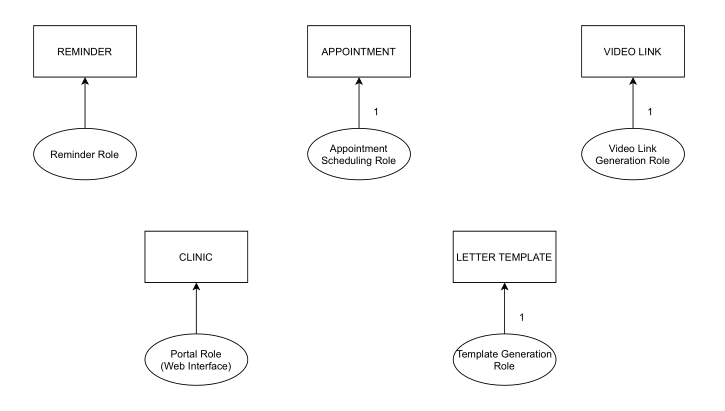 REMINDER
APPOINTMENT
VIDEO LINK
1
1
Reminder Role
Appointment
Scheduling Role
Video Link
Generation Role
CLINIC
LETTER TEMPLATE
1
Portal Role
(Web Interface)
Template Generation
Role